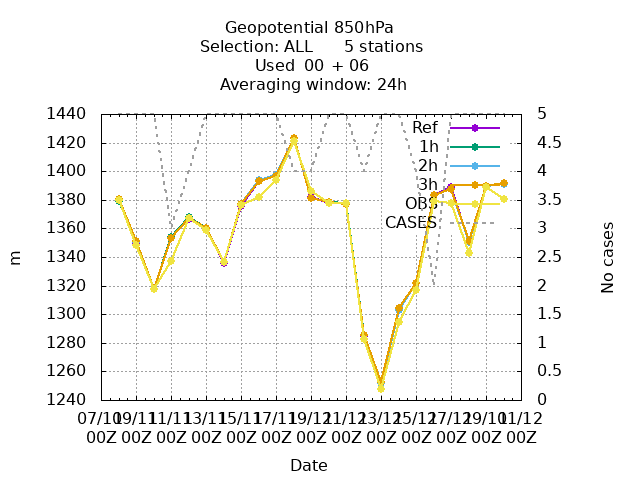 Geopotential 850hPa
Selection: ALL 5 stations
Used 00 + 06
Averaging window: 24h
1440
1420
1400
1380
1360
1340
1320
1300
1280
1260
1240
m
5
4.5
4
3.5
3
2.5
2
1.5
1
0.5
0
No cases
Ref
1h
2h
3h
OBS
CASES
07/11 09/11 11/11 13/11 15/11 17/11 19/11 21/11 23/11 25/11 27/11 29/11 01/12
00Z 00Z 00Z 00Z 00Z 00Z 00Z 00Z 00Z 00Z 00Z 00Z 00Z
Date